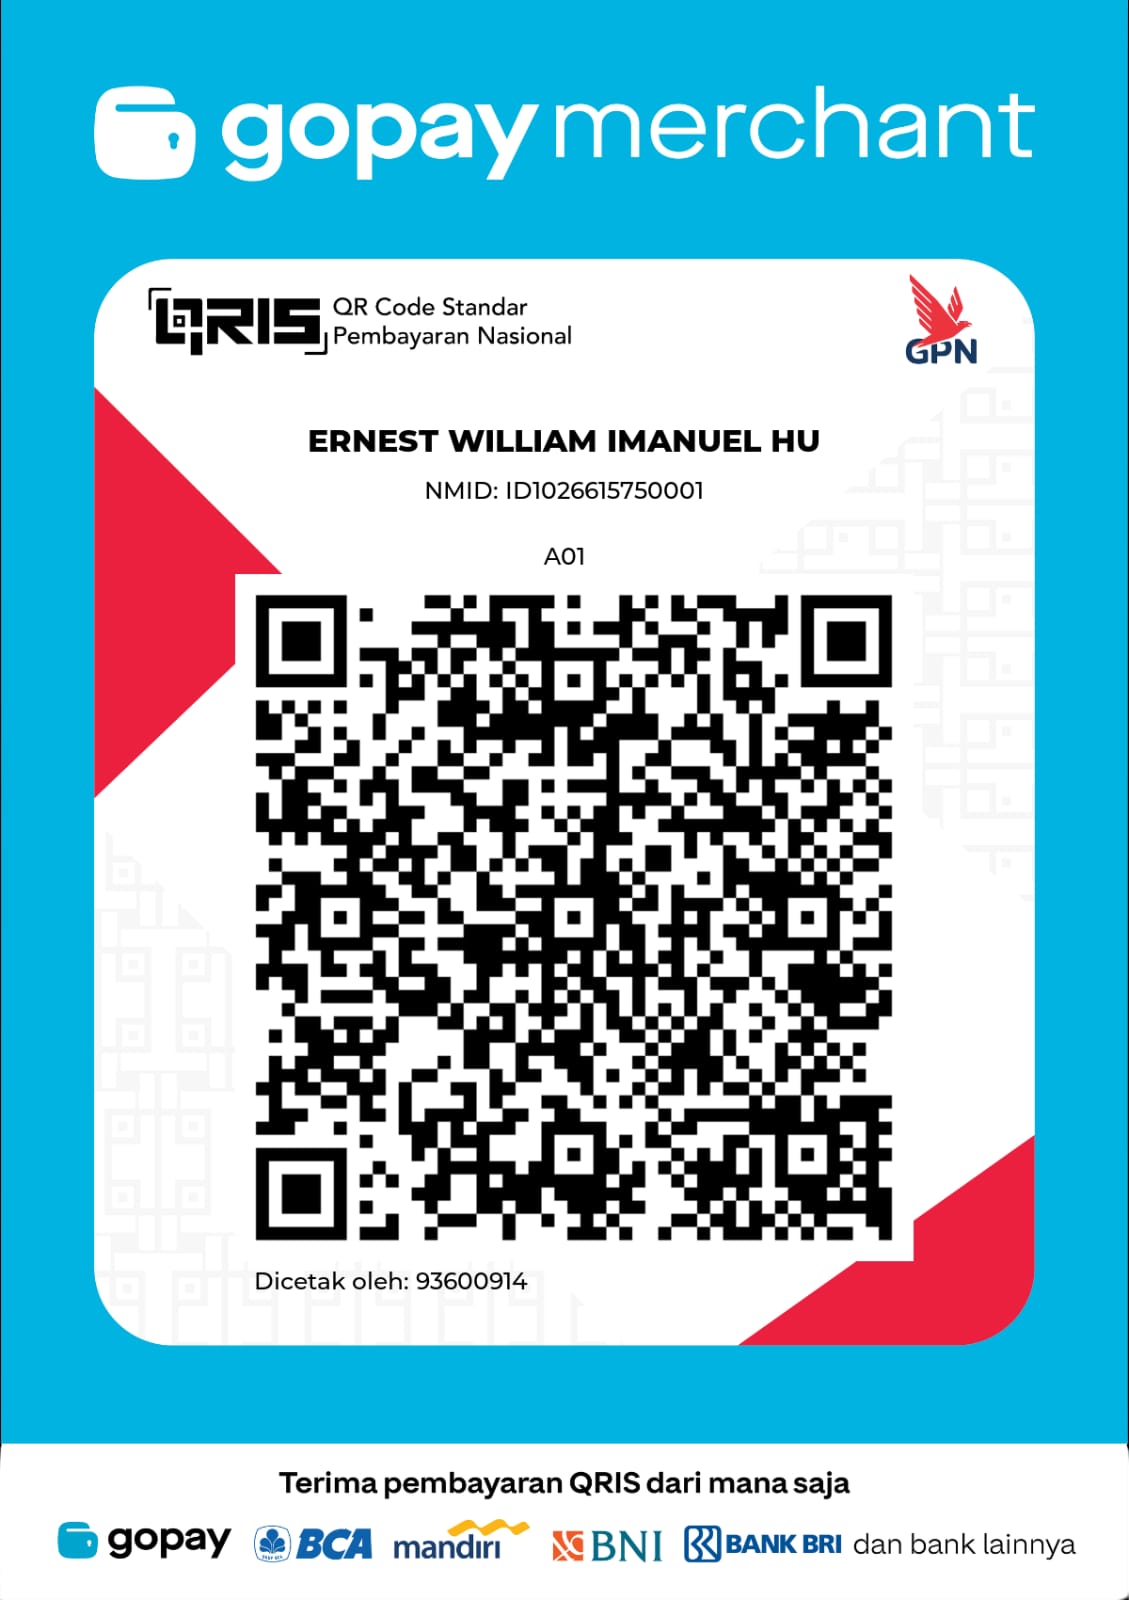 gopay merchant
QRIS QR Code Standar
Pembayaran Nasional
GPN
ERNEST WILLIAM IMANUEL HU
NMID: ID1026615750001
A01
Dicetak oleh: 93600914
Terima pembayaran QRIS dari mana saja
gopay BCA mandiri BNI BANK BRI dan bank lainnya